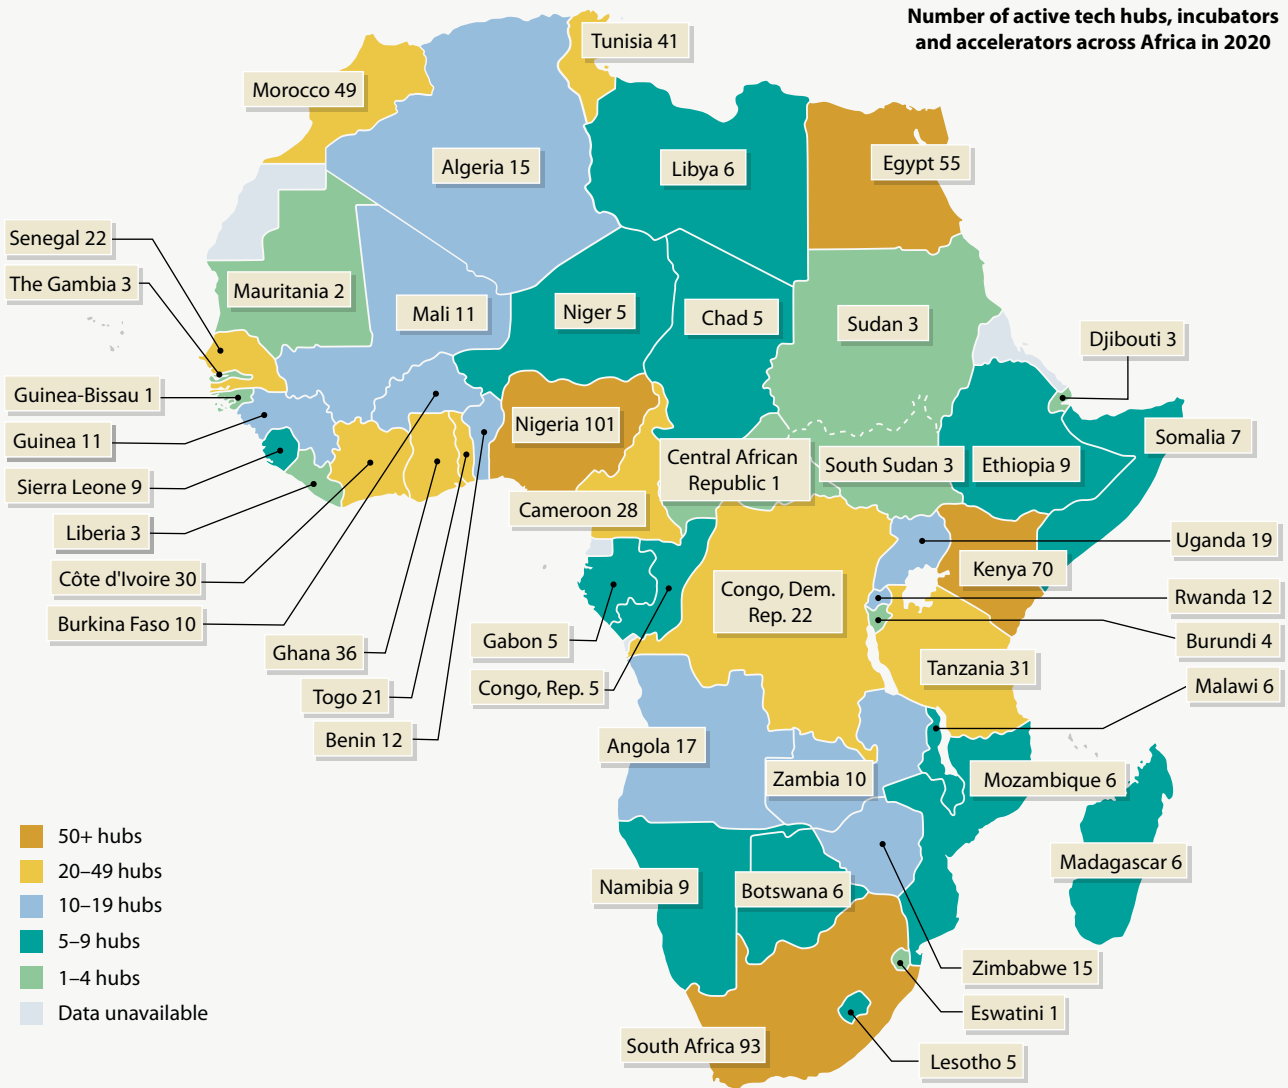 Number of active tech hubs, incubators
and accelerators across Africa in 2020
Tunisia 41
Morocco 49
Algeria 15
Libya 6
Egypt 55
Senegal 22
The Gambia 3
Mauritania 2
Mali 11
Niger 5
Chad 5
Sudan 3
Djibouti 3
Guinea-Bissau 1
Guinea 11
Sierra Leone 9
Liberia 3
Côte d'Ivoire 30
Burkina Faso 10
Ghana 36
Togo 21
Benin 12
Nigeria 101
Cameroon 28
Central African
Republic 1
South Sudan 3
Ethiopia 9
Somalia 7
Uganda 19
Kenya 70
Rwanda 12
Burundi 4
Congo, Dem.
Rep. 22
Gabon 5
Congo, Rep. 5
Tanzania 31
Malawi 6
Angola 17
Zambia 10
Mozambique 6
Madagascar 6
Namibia 9
Botswana 6
Zimbabwe 15
Eswatini 1
South Africa 93
Lesotho 5
50+ hubs
20–49 hubs
10–19 hubs
5–9 hubs
1–4 hubs
Data unavailable